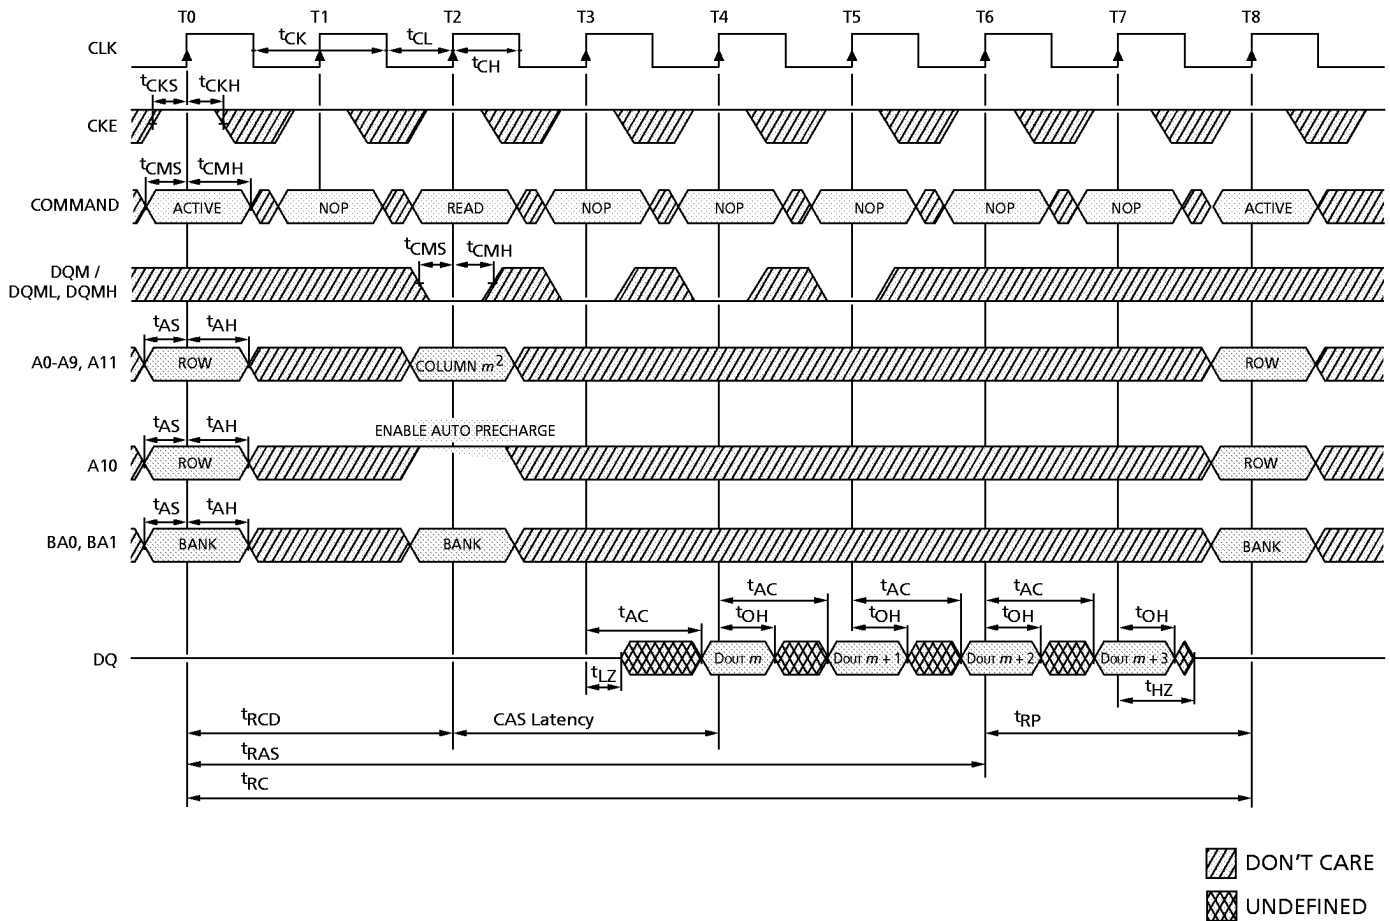 T0 T1 T2 T3 T4 T5 T6 T7 T8
CLK tCK tCL tCH
tCKS tCKH
CKE
tCMS tCMH
COMMAND ACTIVE NOP READ NOP NOP NOP NOP NOP ACTIVE
tCMS tCMH
DQM /
DQML, DQMH
tAS tAH
A0-A9, A11 ROW COLUMN m2 ROW
tAS tAH ENABLE AUTO PRECHARGE
A10 ROW ROW
tAS tAH
BA0, BA1 BANK BANK BANK
tAC tAC tAC tAC
tOH tOH tOH tOH
DQ DOUT m DOUT m + 1 DOUT m + 2 DOUT m + 3
tLZ tHZ
tRCD CAS Latency tRP
tRAS
tRC
DON'T CARE
UNDEFINED